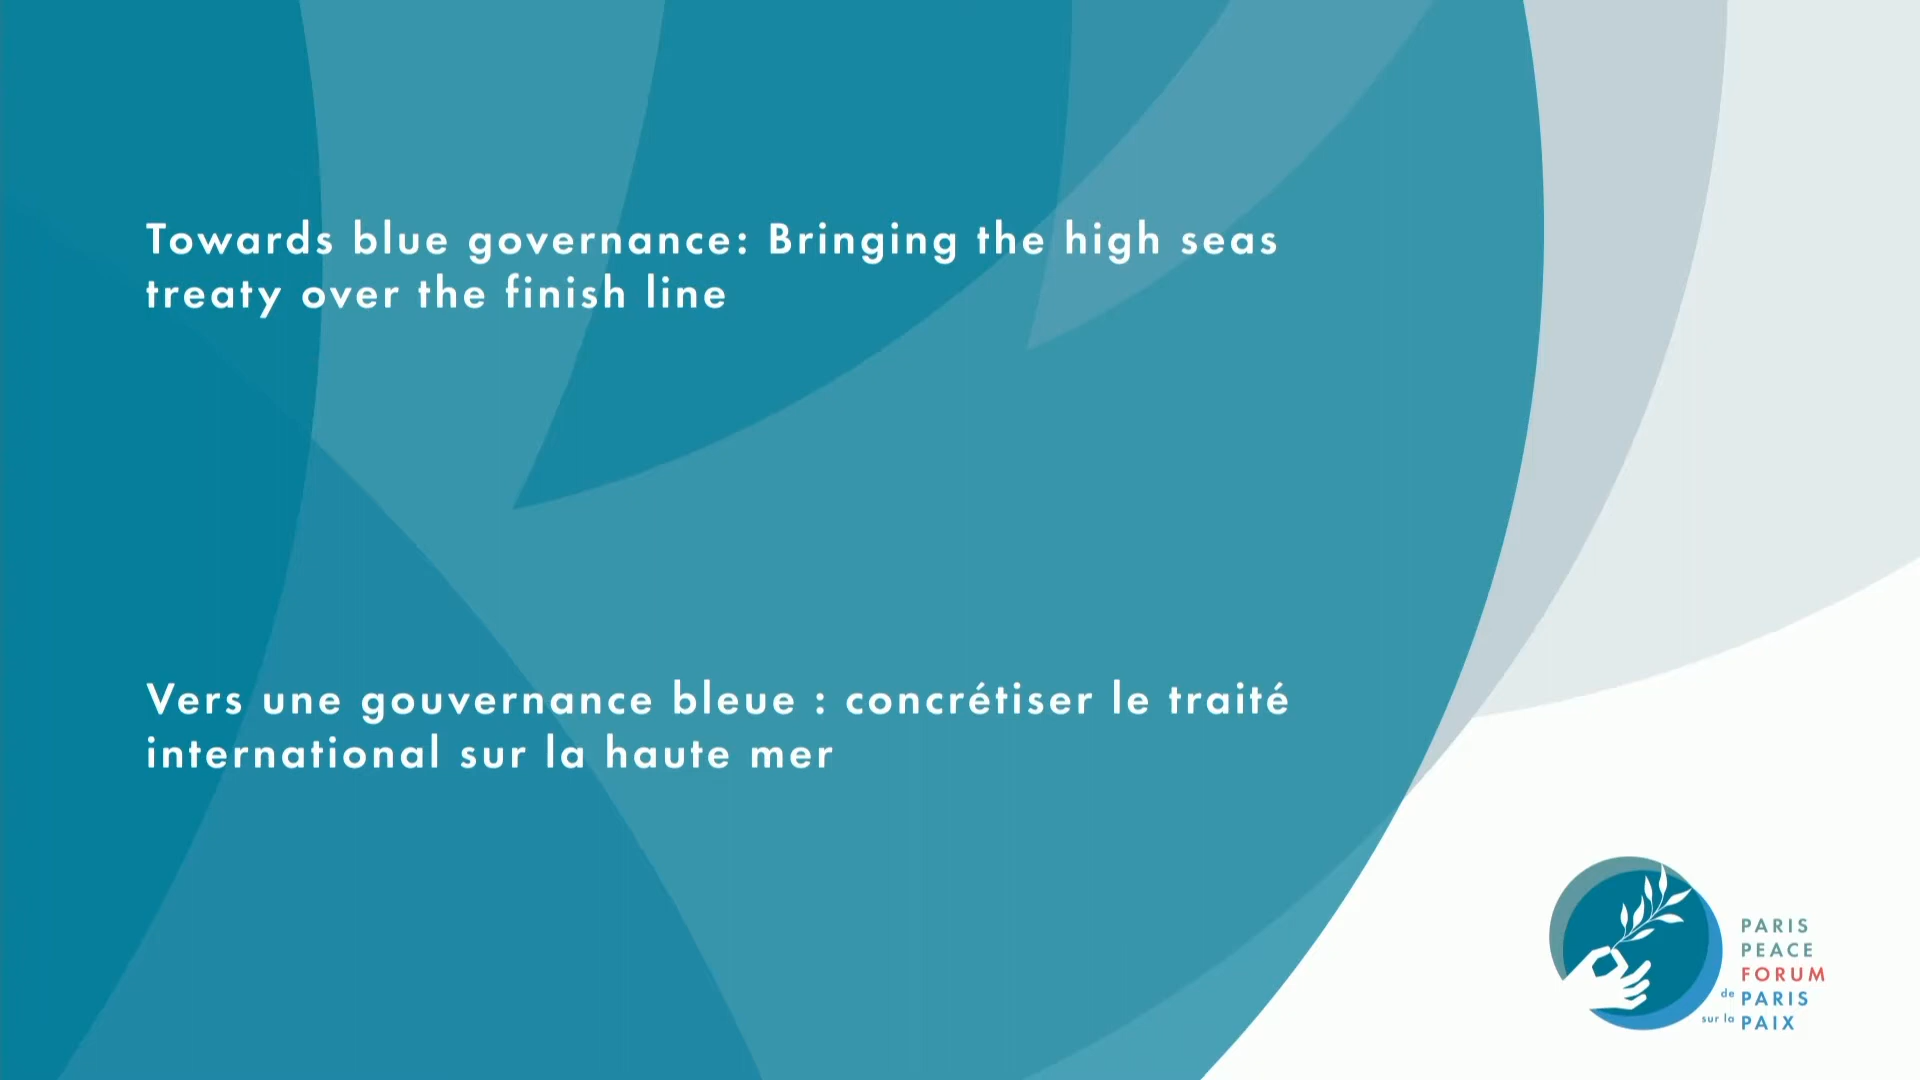 Towards blue governance: Bringing the high seas
treaty over the finish line
Vers une gouvernance bleue : concrétiser le traité
international sur la haute mer
PARIS
PEACE
FORUM
de PARIS
sur la PAIX